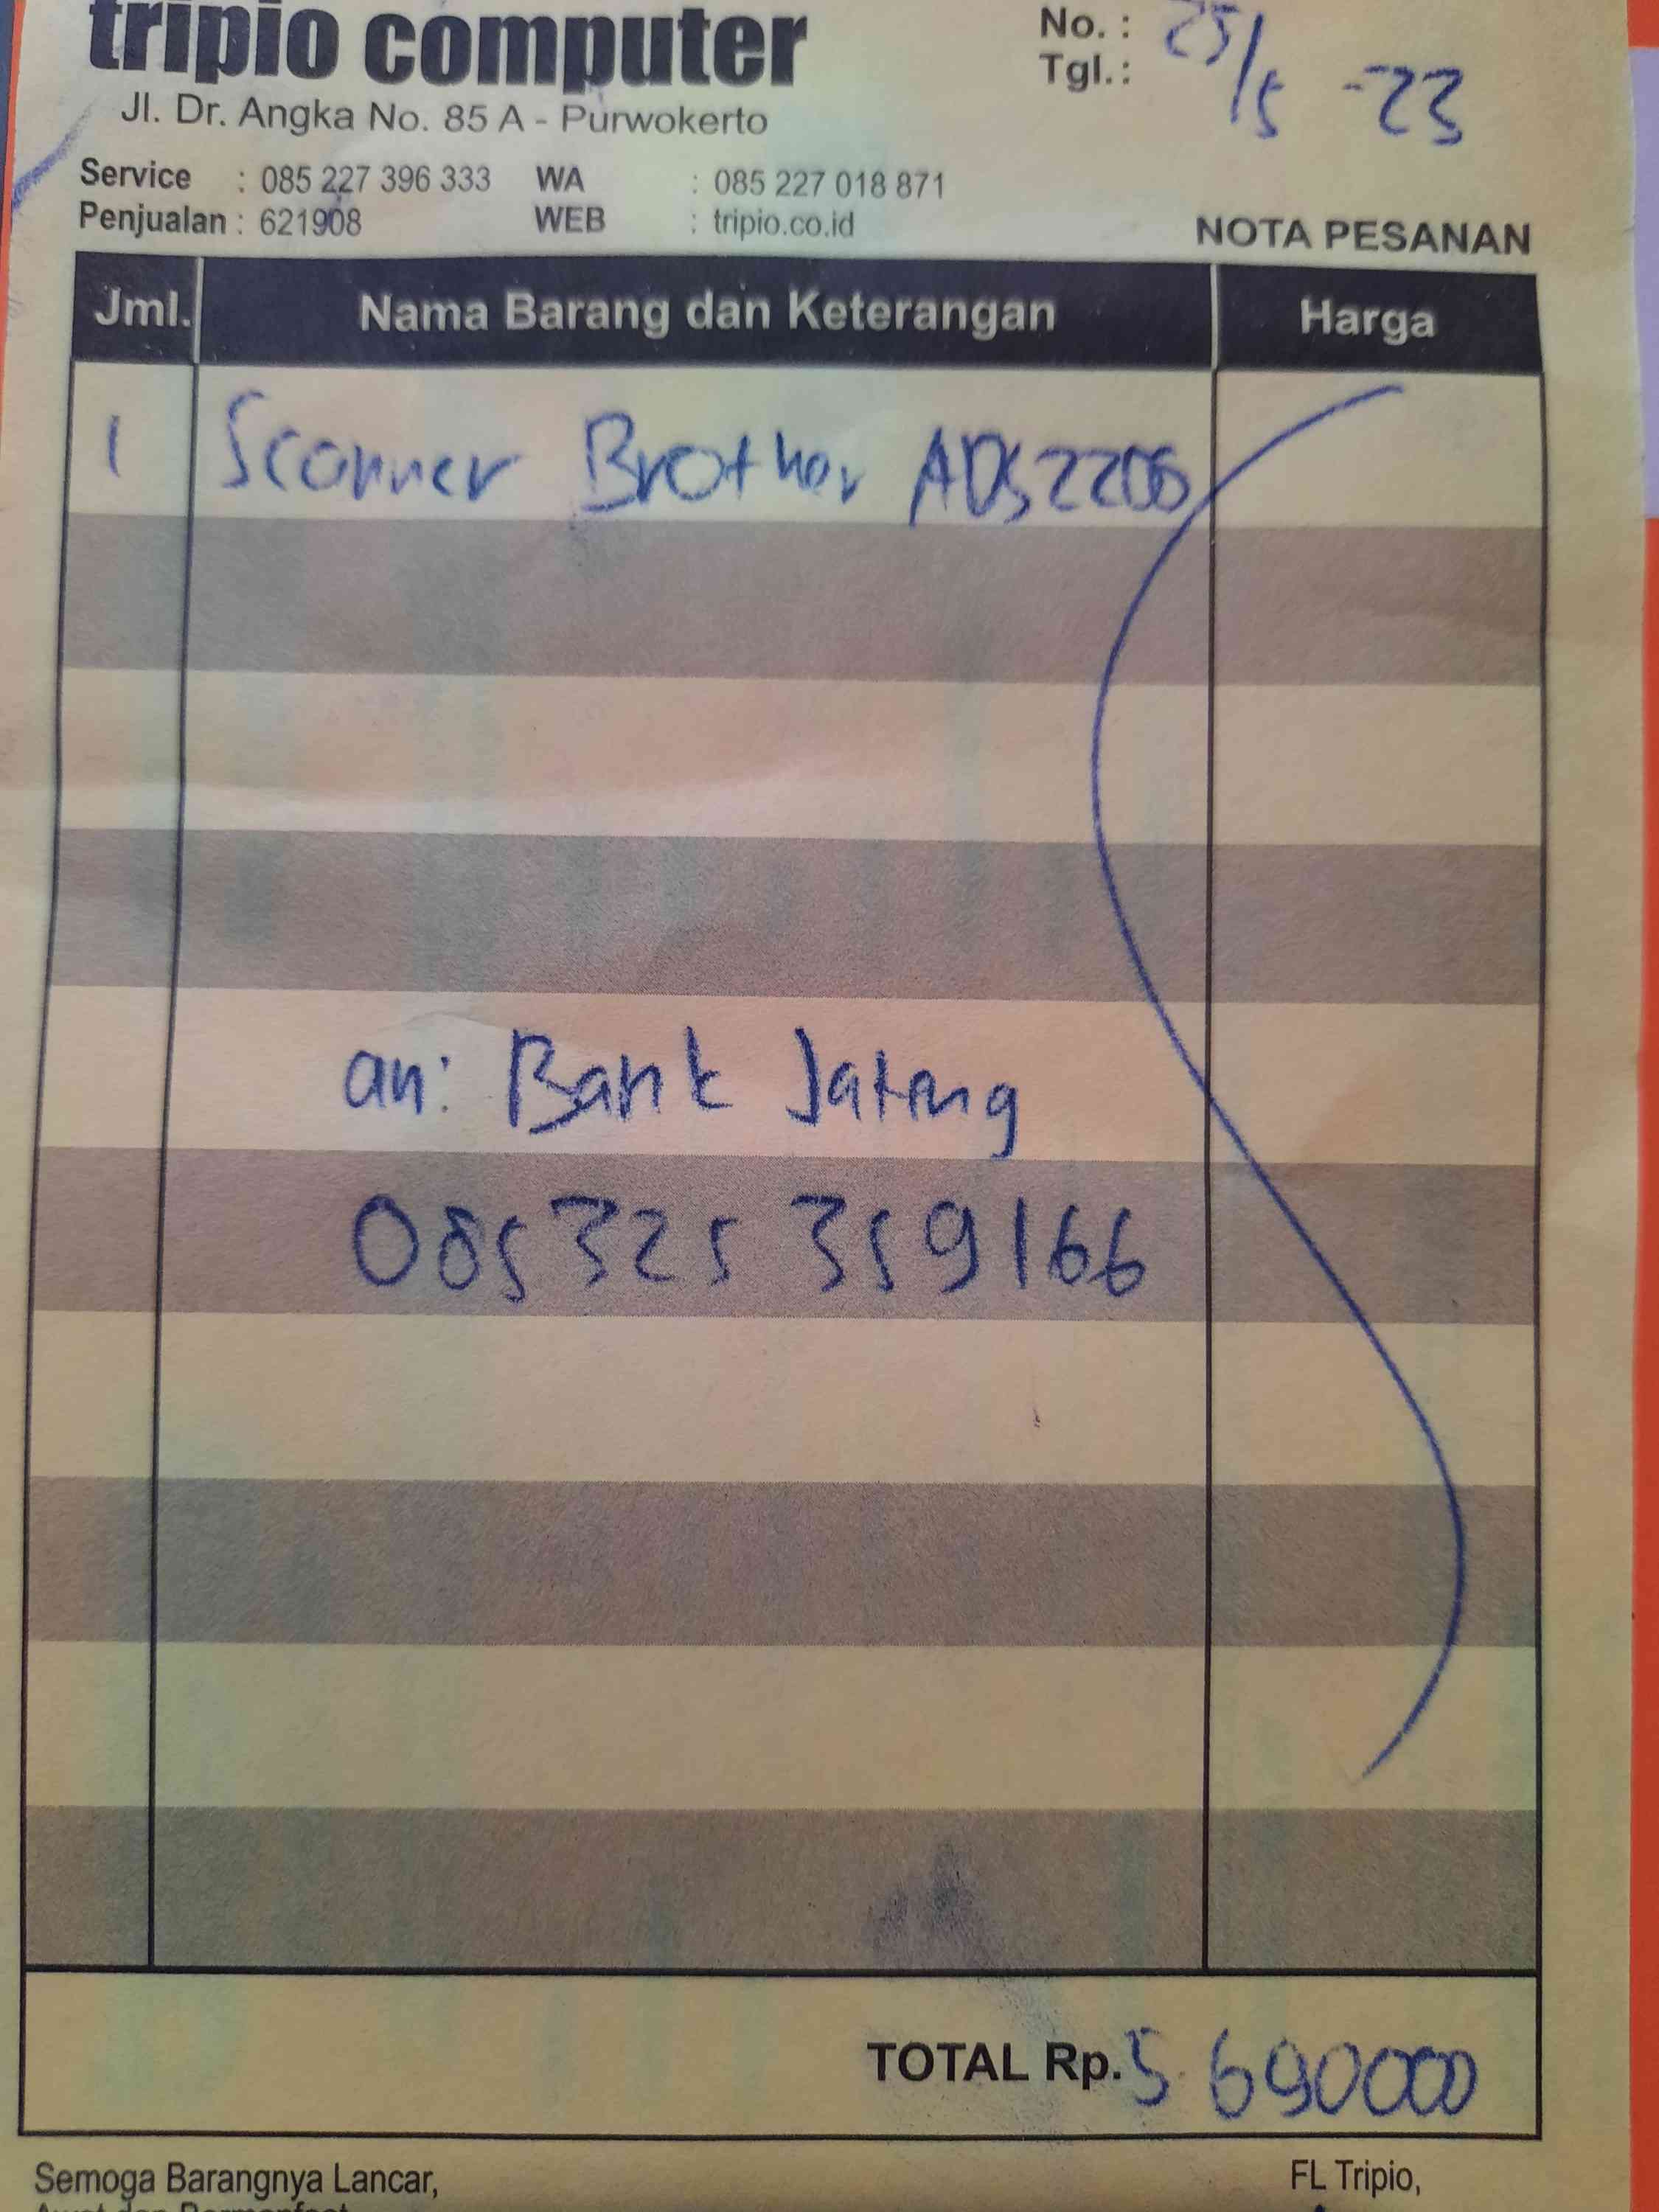 tripio computer
Jl. Dr. Angka No. 85 A - Purwokerto
No. :
Tgl. : 25/5 -23
Service : 085 227 396 333 WA : 085 227 018 871
Penjualan : 621908 WEB : tripio.co.id
NOTA PESANAN
Jml. Nama Barang dan Keterangan Harga
1 Scanner Brother ADS2200
an: Bank Jateng
085325 359166
TOTAL Rp. 5 690000
Semoga Barangnya Lancar,
FL Tripio,